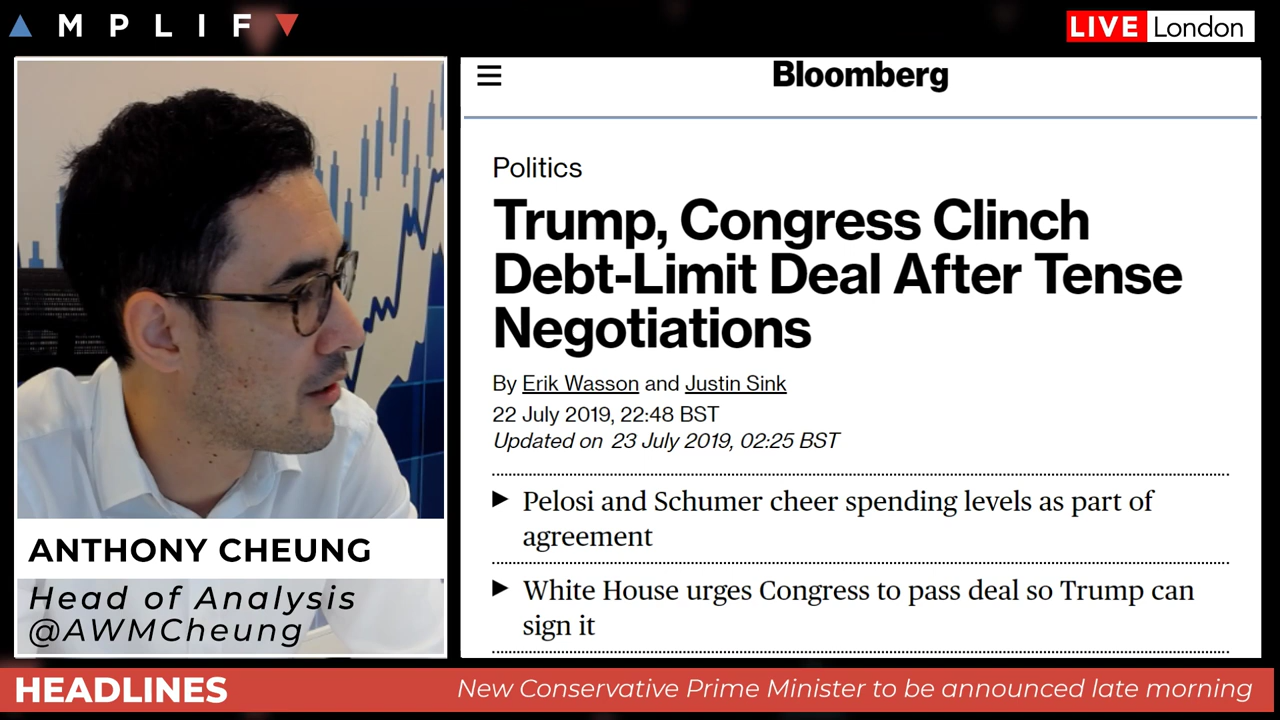 ▲ M P L I F ▼
LIVE London
Bloomberg
Politics
Trump, Congress Clinch
Debt-Limit Deal After Tense
Negotiations
By Erik Wasson and Justin Sink
22 July 2019, 22:48 BST
Updated on 23 July 2019, 02:25 BST
▶ Pelosi and Schumer cheer spending levels as part of
agreement
▶ White House urges Congress to pass deal so Trump can
sign it
ANTHONY CHEUNG
Head of Analysis
@AWMCheung
HEADLINES
New Conservative Prime Minister to be announced late morning